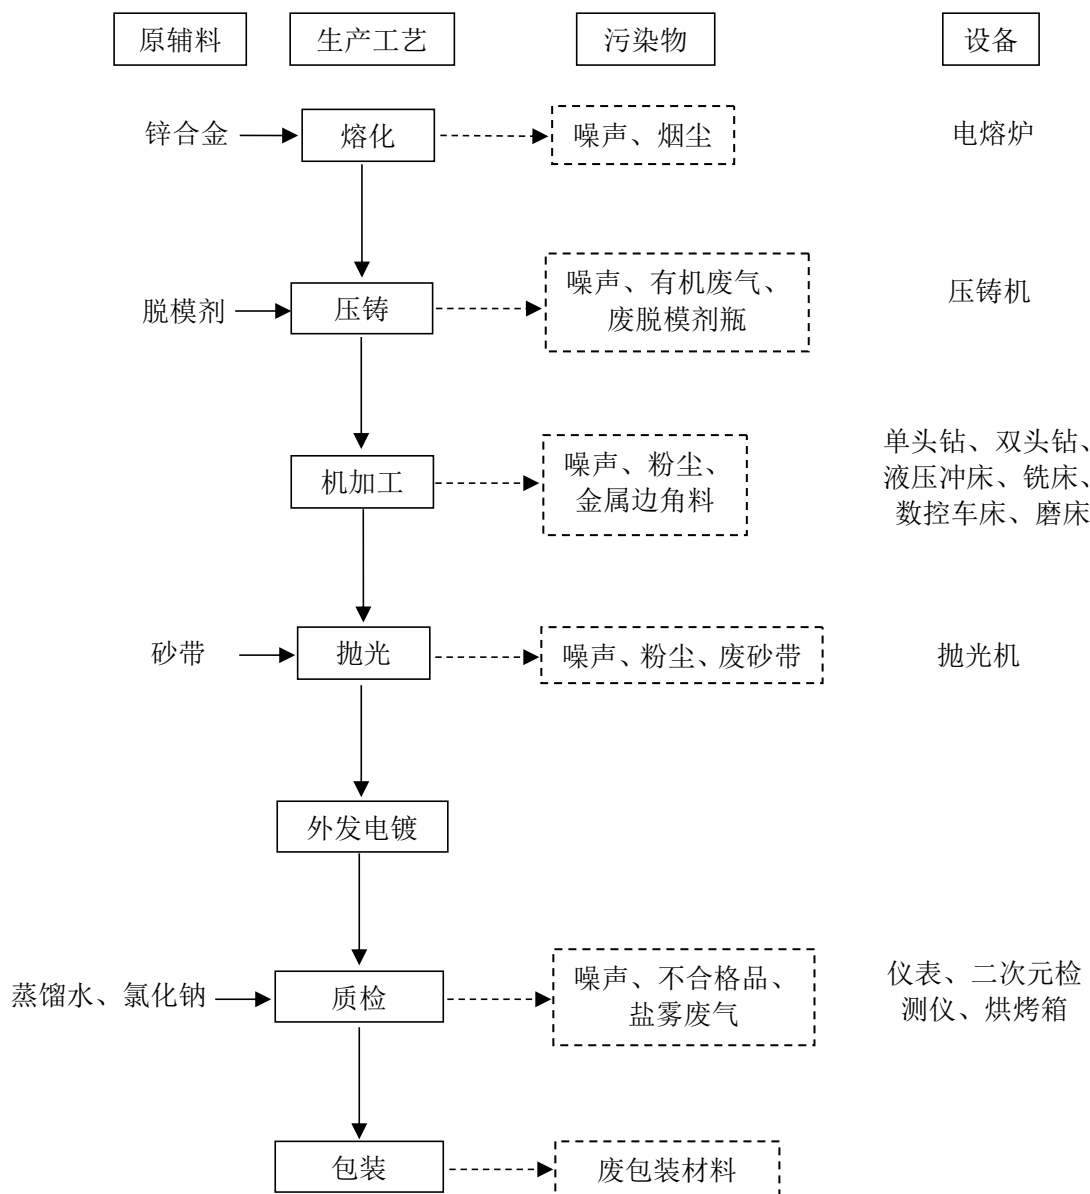 原辅料
生产工艺
污染物
设备
锌合金
熔化
噪声、烟尘
电熔炉
脱模剂
压铸
噪声、有机废气、
废脱模剂瓶
压铸机
机加工
噪声、粉尘、
金属边角料
单头钻、双头钻、
液压冲床、铣床、
数控车床、磨床
砂带
抛光
噪声、粉尘、废砂带
抛光机
外发电镀
蒸馏水、氯化钠
质检
噪声、不合格品、
盐雾废气
仪表、二次元检
测仪、烘烤箱
包装
废包装材料